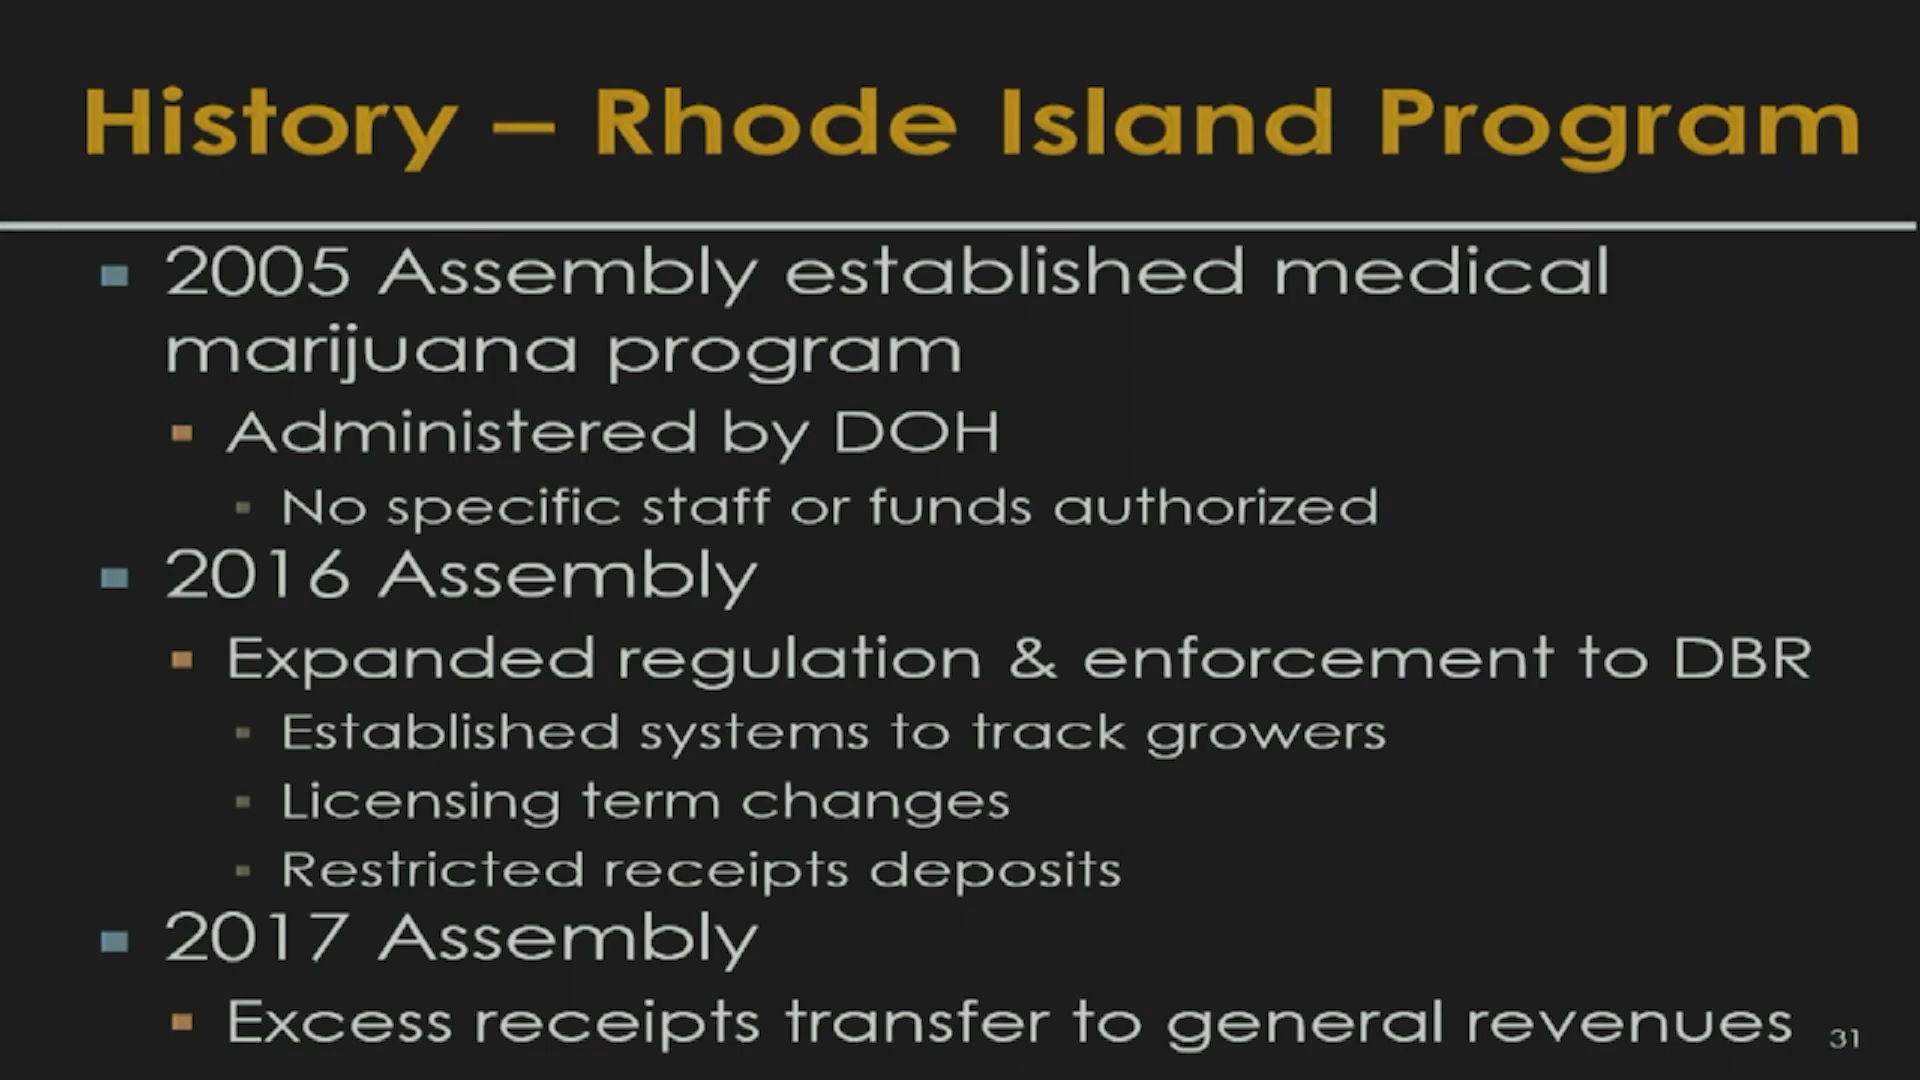 History – Rhode Island Program
2005 Assembly established medical
marijuana program
Administered by DOH
No specific staff or funds authorized
2016 Assembly
Expanded regulation & enforcement to DBR
Established systems to track growers
Licensing term changes
Restricted receipts deposits
2017 Assembly
Excess receipts transfer to general revenues
31